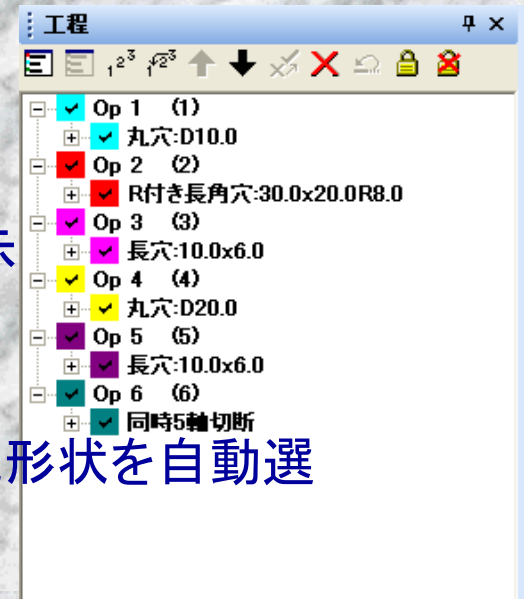 工程
Op 1 (1)
丸穴:D10.0
Op 2 (2)
R付き長角穴:30.0x20.0R8.0
Op 3 (3)
長穴:10.0x6.0
Op 4 (4)
丸穴:D20.0
Op 5 (5)
長穴:10.0x6.0
Op 6 (6)
同時5軸切断
形状を自動選